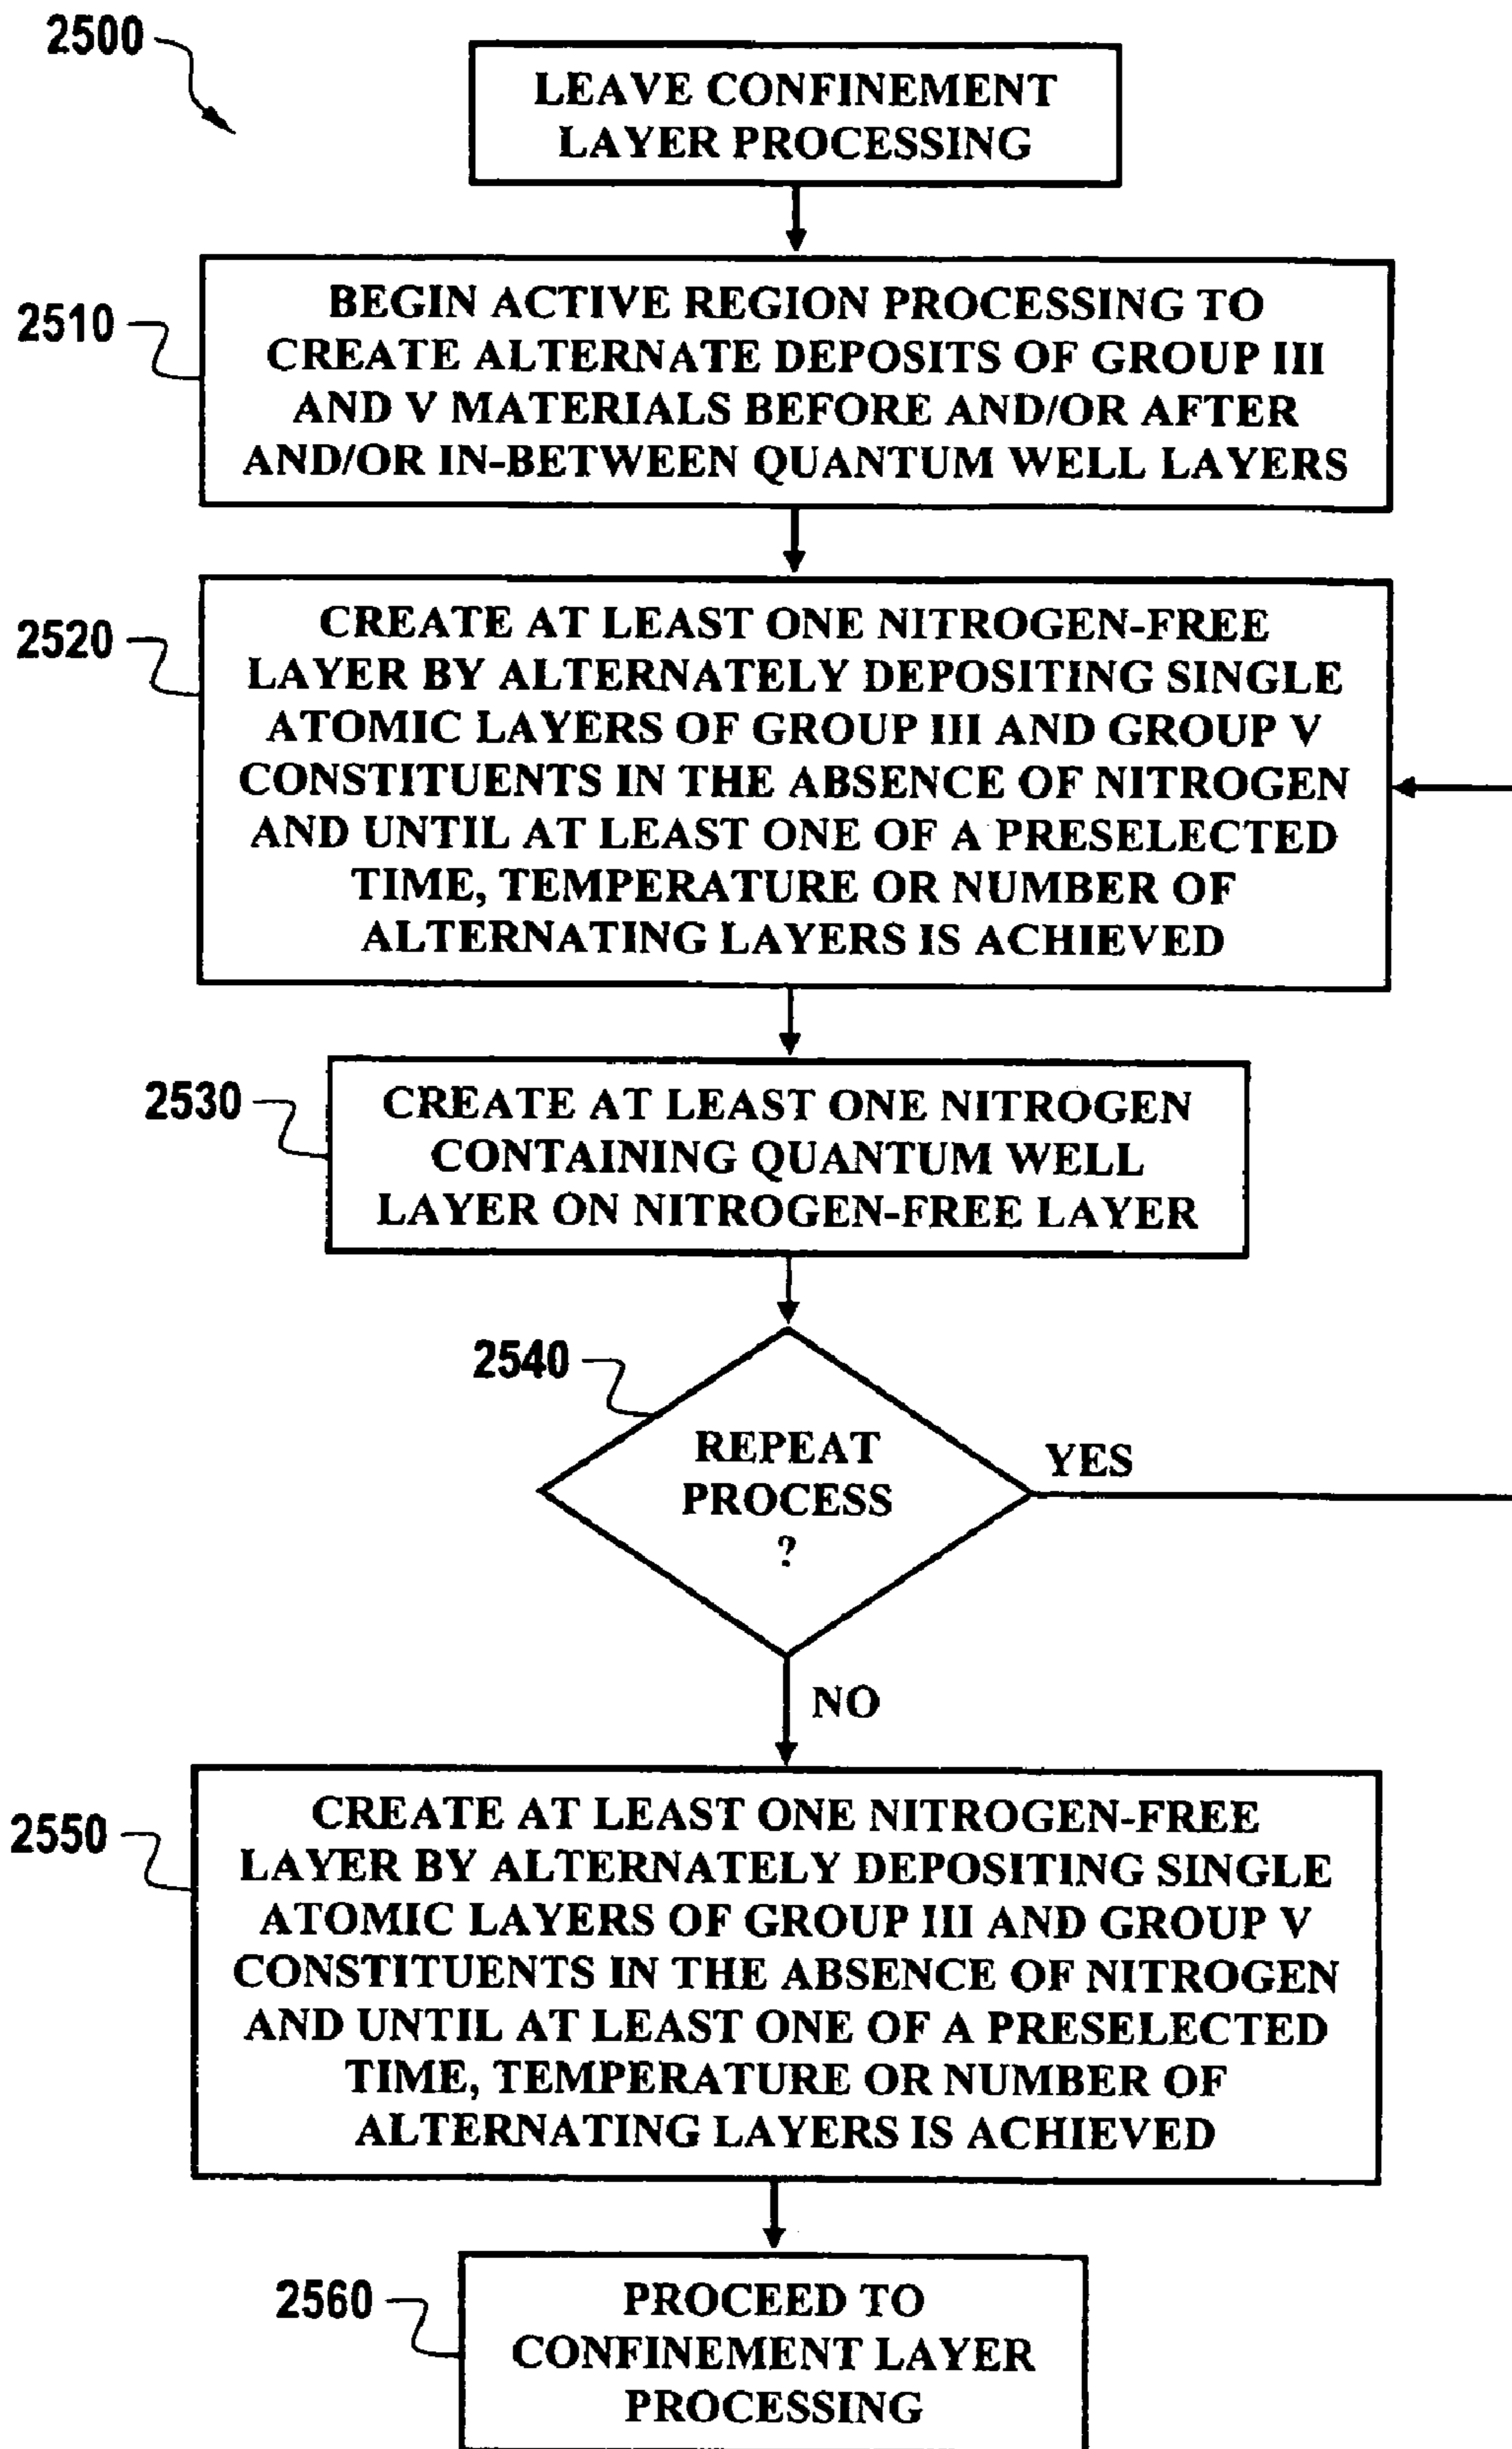 2500
LEAVE CONFINEMENT
LAYER PROCESSING
2510
BEGIN ACTIVE REGION PROCESSING TO
CREATE ALTERNATE DEPOSITS OF GROUP III
AND V MATERIALS BEFORE AND/OR AFTER
AND/OR IN-BETWEEN QUANTUM WELL LAYERS
2520
CREATE AT LEAST ONE NITROGEN-FREE
LAYER BY ALTERNATELY DEPOSITING SINGLE
ATOMIC LAYERS OF GROUP III AND GROUP V
CONSTITUENTS IN THE ABSENCE OF NITROGEN
AND UNTIL AT LEAST ONE OF A PRESELECTED
TIME, TEMPERATURE OR NUMBER OF
ALTERNATING LAYERS IS ACHIEVED
2530
CREATE AT LEAST ONE NITROGEN
CONTAINING QUANTUM WELL
LAYER ON NITROGEN-FREE LAYER
2540
REPEAT
PROCESS
?
YES
NO
2550
CREATE AT LEAST ONE NITROGEN-FREE
LAYER BY ALTERNATELY DEPOSITING SINGLE
ATOMIC LAYERS OF GROUP III AND GROUP V
CONSTITUENTS IN THE ABSENCE OF NITROGEN
AND UNTIL AT LEAST ONE OF A PRESELECTED
TIME, TEMPERATURE OR NUMBER OF
ALTERNATING LAYERS IS ACHIEVED
2560
PROCEED TO
CONFINEMENT LAYER
PROCESSING